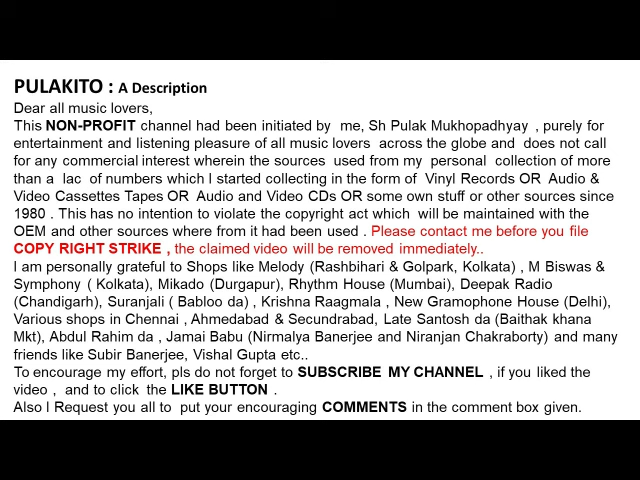 PULAKITO : A Description
Dear all music lovers,
This NON-PROFIT channel had been initiated by me, Sh Pulak Mukhopadhyay , purely for
entertainment and listening pleasure of all music lovers across the globe and does not call
for any commercial interest wherein the sources used from my personal collection of more
than a lac of numbers which I started collecting in the form of Vinyl Records OR Audio &
Video Cassettes Tapes OR Audio and Video CDs OR some own stuff or other sources since
1980 . This has no intention to violate the copyright act which will be maintained with the
OEM and other sources where from it had been used . Please contact me before you file
COPY RIGHT STRIKE , the claimed video will be removed immediately..
I am personally grateful to Shops like Melody (Rashbihari & Golpark, Kolkata) , M Biswas &
Symphony ( Kolkata), Mikado (Durgapur), Rhythm House (Mumbai), Deepak Radio
(Chandigarh), Suranjali ( Babloo da) , Krishna Raagmala , New Gramophone House (Delhi),
Various shops in Chennai , Ahmedabad & Secundrabad, Late Santosh da (Baithak khana
Mkt), Abdul Rahim da , Jamai Babu (Nirmalya Banerjee and Niranjan Chakraborty) and many
friends like Subir Banerjee, Vishal Gupta etc..
To encourage my effort, pls do not forget to SUBSCRIBE MY CHANNEL , if you liked the
video , and to click the LIKE BUTTON .
Also I Request you all to put your encouraging COMMENTS in the comment box given.